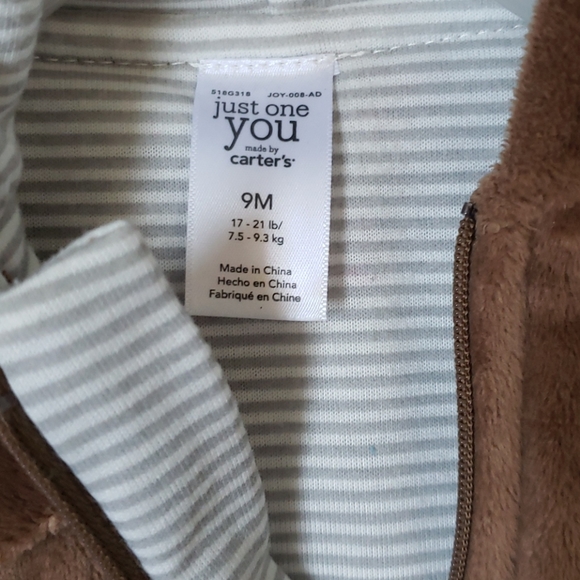 S18G318 JOY-008-AD
just one
you
made by
carter's
9M
17 - 21 lb/
7.5 - 9.3 kg
Made in China
Hecho en China
Fabriqué en Chine